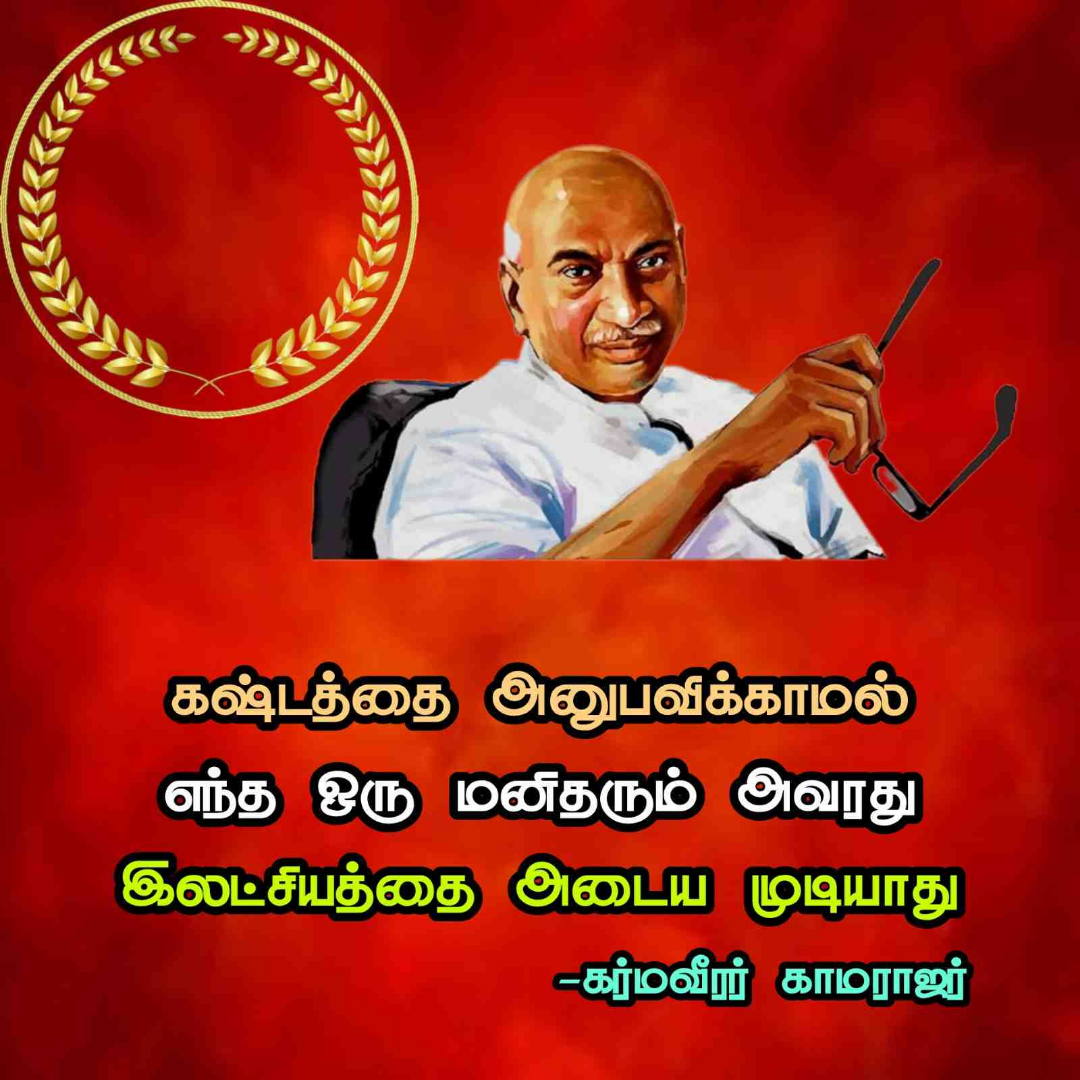 கஷ்டத்தை அனுபவிக்காமல்
எந்த ஒரு மனிதரும் அவரது
இலட்சியத்தை அடைய முடியாது
-கர்மவீரர் காமராஜர்